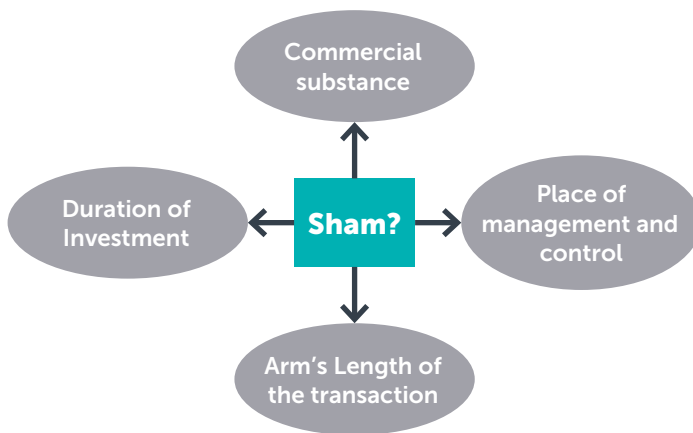 Commercial
substance
Duration of
Investment
Sham?
Place of
management and
control
Arm's Length of
the transaction